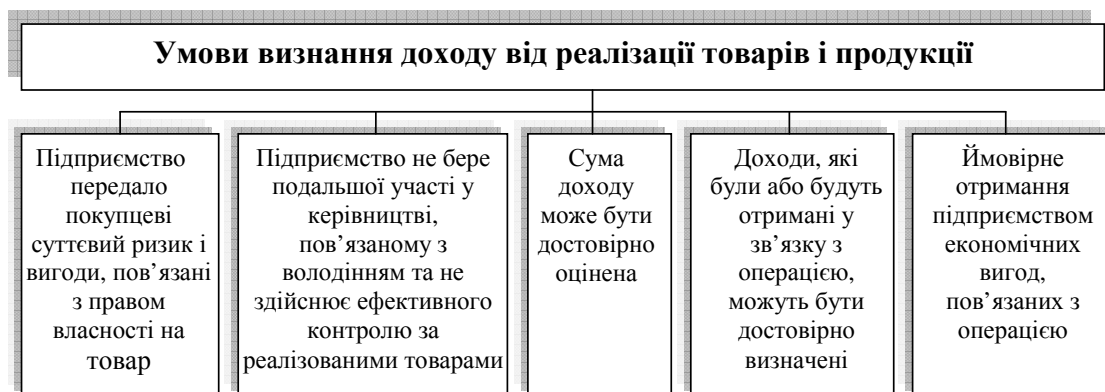 Умови визнання доходу від реалізації товарів і продукції
Підприємство
передало
покупцеві
суттєвий ризик і
вигоди, пов’язані
з правом
власності на
товар
Підприємство не бере
подальшої участі у
керівництві,
пов’язаному з
володінням та не
здійснює ефективного
контролю за
реалізованими товарами
Сума
доходу
може бути
достовірно
оцінена
Доходи, які
були або будуть
отримані у
зв’язку з
операцією,
можуть бути
достовірно
визначені
Ймовірне
отримання
підприємством
економічних
вигод,
пов’язаних з
операцією